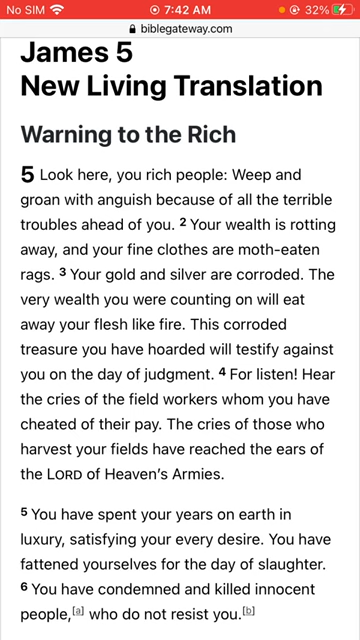 No SIM 7:42 AM 32%
biblegateway.com
James 5
New Living Translation
Warning to the Rich
5 Look here, you rich people: Weep and
groan with anguish because of all the terrible
troubles ahead of you. 2 Your wealth is rotting
away, and your fine clothes are moth-eaten
rags. 3 Your gold and silver are corroded. The
very wealth you were counting on will eat
away your flesh like fire. This corroded
treasure you have hoarded will testify against
you on the day of judgment. 4 For listen! Hear
the cries of the field workers whom you have
cheated of their pay. The cries of those who
harvest your fields have reached the ears of
the LORD of Heaven’s Armies.
5 You have spent your years on earth in
luxury, satisfying your every desire. You have
fattened yourselves for the day of slaughter.
6 You have condemned and killed innocent
people,[a] who do not resist you.[b]